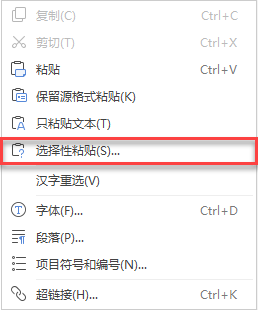 复制(C) Ctrl+C
剪切(T) Ctrl+X
粘贴 Ctrl+V
保留源格式粘贴(K)
只粘贴文本(T)
选择性粘贴(S)...
汉字重选(V)
字体(F)... Ctrl+D
段落(P)...
项目符号和编号(N)...
超链接(H)... Ctrl+K